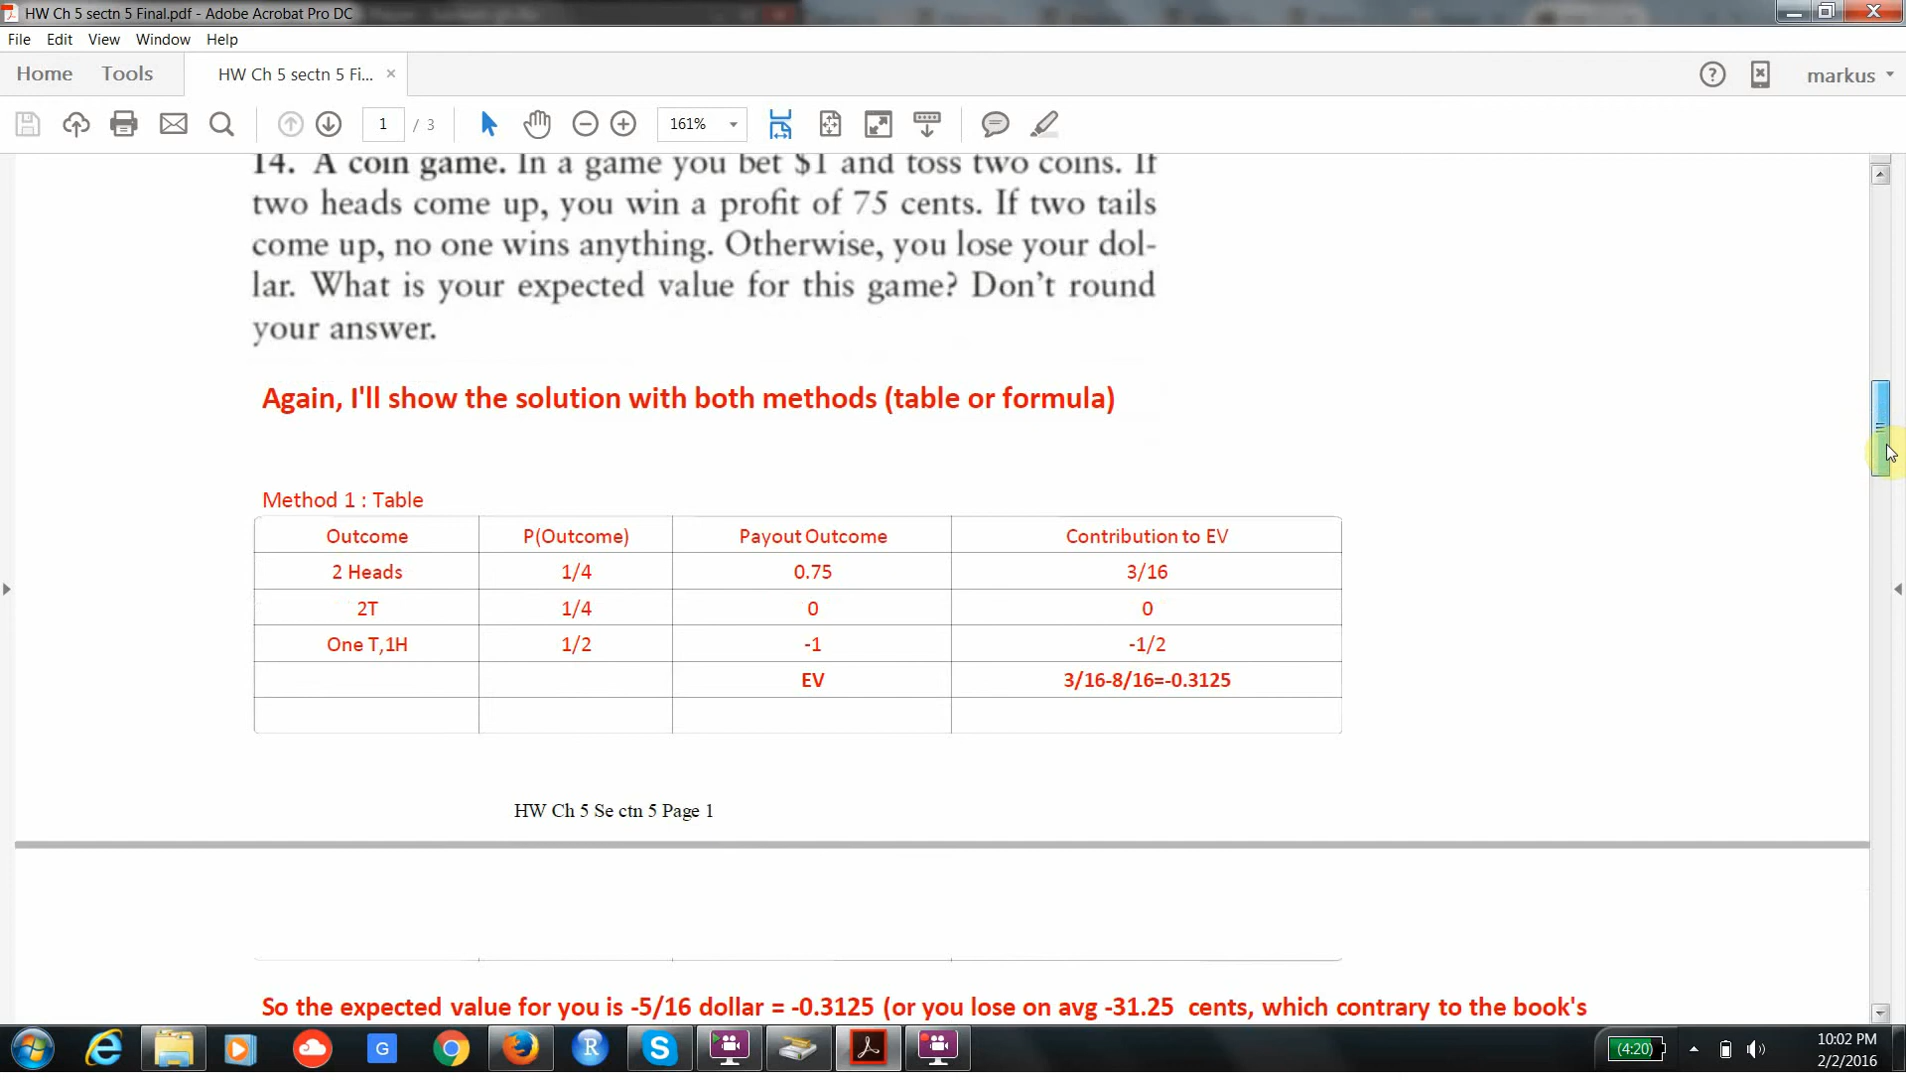 HW Ch 5 sectn 5 Final.pdf - Adobe Acrobat Pro DC
File Edit View Window Help
Home Tools HW Ch 5 sectn 5 Fi... × markus
1 / 3 161%
14. A coin game. In a game you bet $1 and toss two coins. If
two heads come up, you win a profit of 75 cents. If two tails
come up, no one wins anything. Otherwise, you lose your dol-
lar. What is your expected value for this game? Don't round
your answer.
Again, I'll show the solution with both methods (table or formula)
Method 1 : Table
Outcome P(Outcome) Payout Outcome Contribution to EV
2 Heads 1/4 0.75 3/16
2T 1/4 0 0
One T,1H 1/2 -1 -1/2
EV 3/16-8/16=-0.3125
HW Ch 5 Se ctn 5 Page 1
So the expected value for you is -5/16 dollar = -0.3125 (or you lose on avg -31.25 cents, which contrary to the book's
(4:20) 10:02 PM
2/2/2016